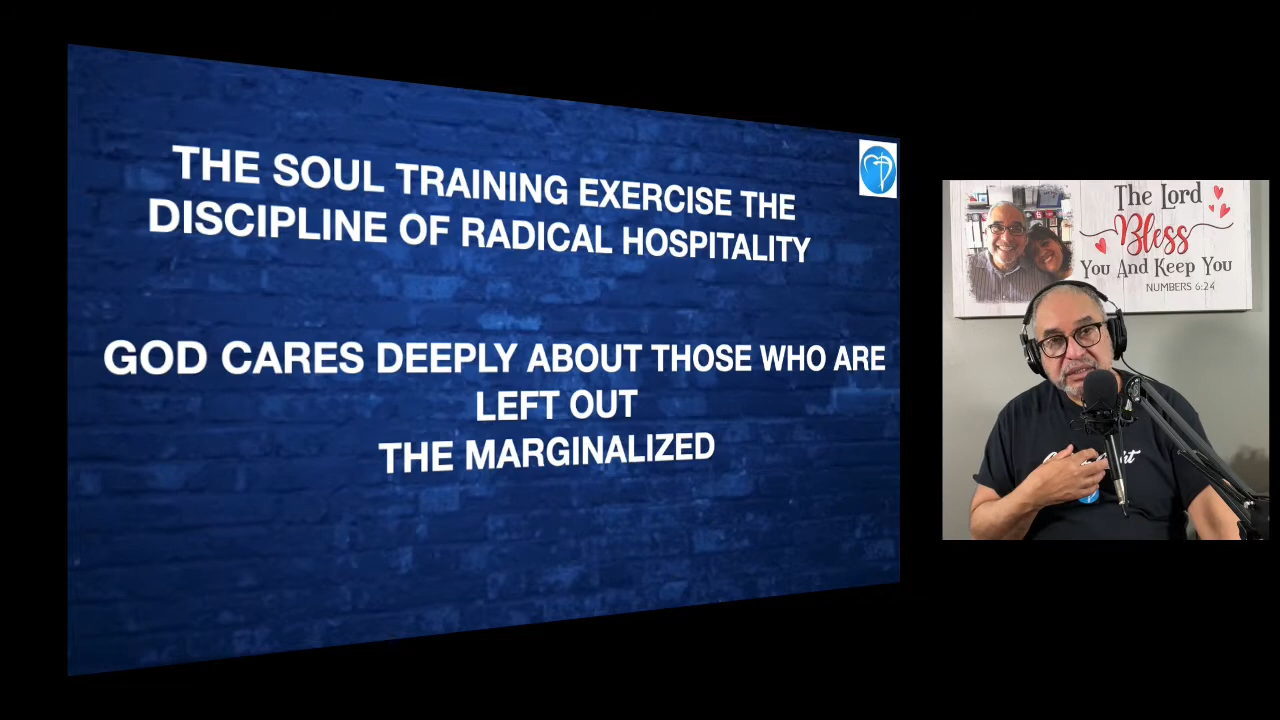 THE SOUL TRAINING EXERCISE THE
DISCIPLINE OF RADICAL HOSPITALITY
GOD CARES DEEPLY ABOUT THOSE WHO ARE
LEFT OUT
THE MARGINALIZED
The Lord
Bless
You And Keep You
NUMBERS 6:24